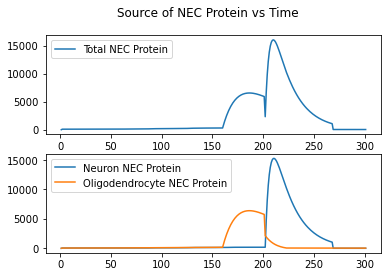 Source of NEC Protein vs Time
15000
10000
5000
0
Total NEC Protein
0 50 100 150 200 250 300
15000
10000
5000
0
Neuron NEC Protein
Oligodendrocyte NEC Protein
0 50 100 150 200 250 300